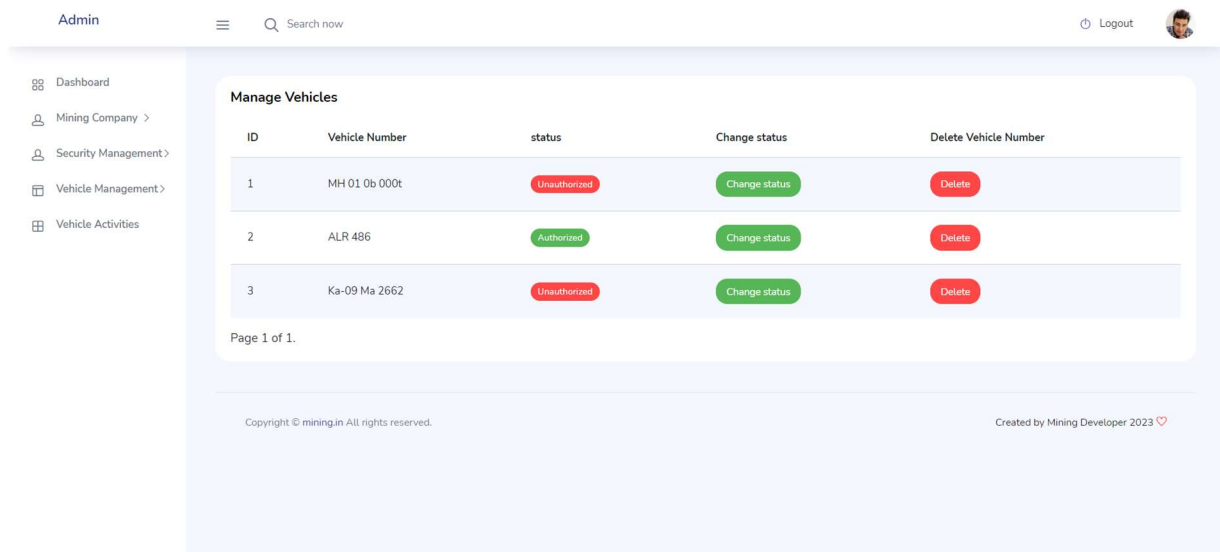 Admin
Search now
Logout
Dashboard
Mining Company >
Security Management >
Vehicle Management >
Vehicle Activities
Manage Vehicles
ID Vehicle Number status Change status Delete Vehicle Number
1 MH 01 0b 000t Unauthorized Change status Delete
2 ALR 486 Authorized Change status Delete
3 Ka-09 Ma 2662 Unauthorized Change status Delete
Page 1 of 1.
Copyright © mining.in All rights reserved.
Created by Mining Developer 2023 ♡